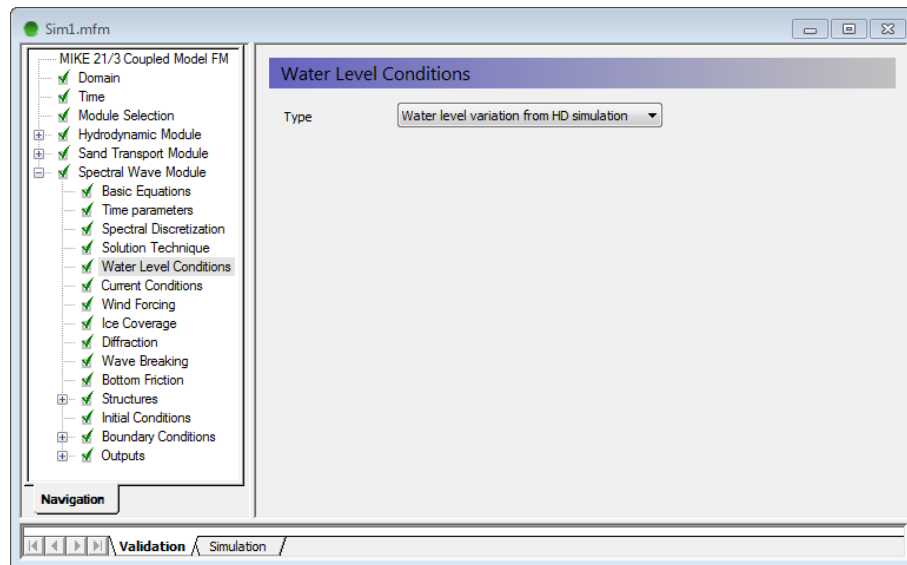 Sim1.mfm
MIKE 21/3 Coupled Model FM
Domain
Time
Module Selection
Hydrodynamic Module
Sand Transport Module
Spectral Wave Module
Basic Equations
Time parameters
Spectral Discretization
Solution Technique
Water Level Conditions
Current Conditions
Wind Forcing
Ice Coverage
Diffraction
Wave Breaking
Bottom Friction
Structures
Initial Conditions
Boundary Conditions
Outputs
Navigation
Water Level Conditions
Type Water level variation from HD simulation
Validation Simulation